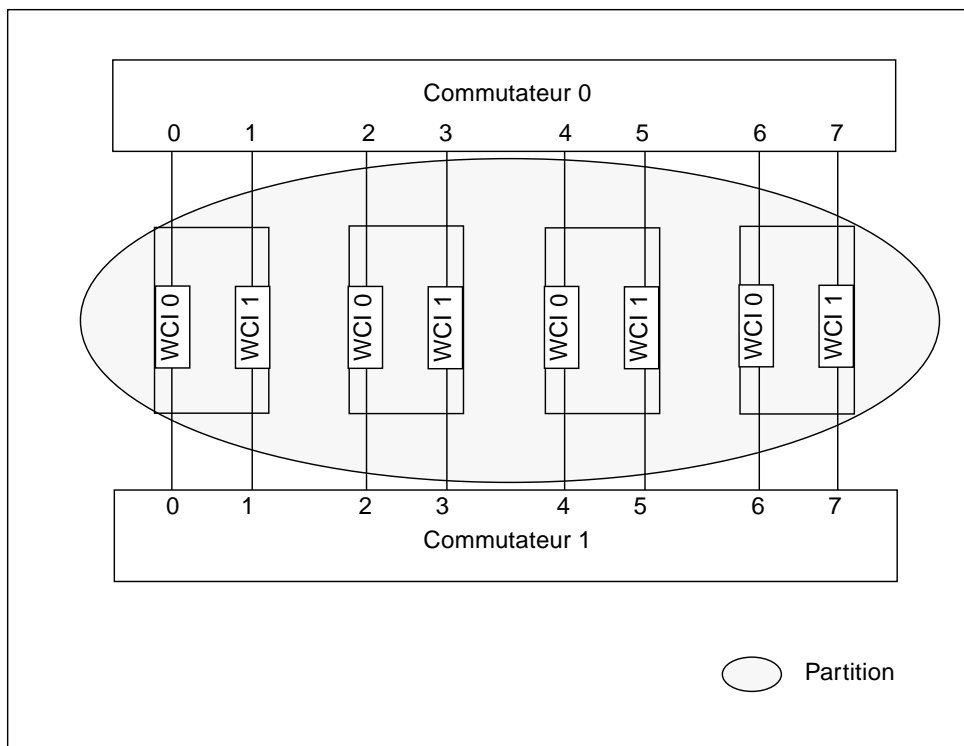 Commutateur 0
0 1 2 3 4 5 6 7
WCI 0 WCI 1 WCI 0 WCI 1 WCI 0 WCI 1 WCI 0 WCI 1
0 1 2 3 4 5 6 7
Commutateur 1
Partition